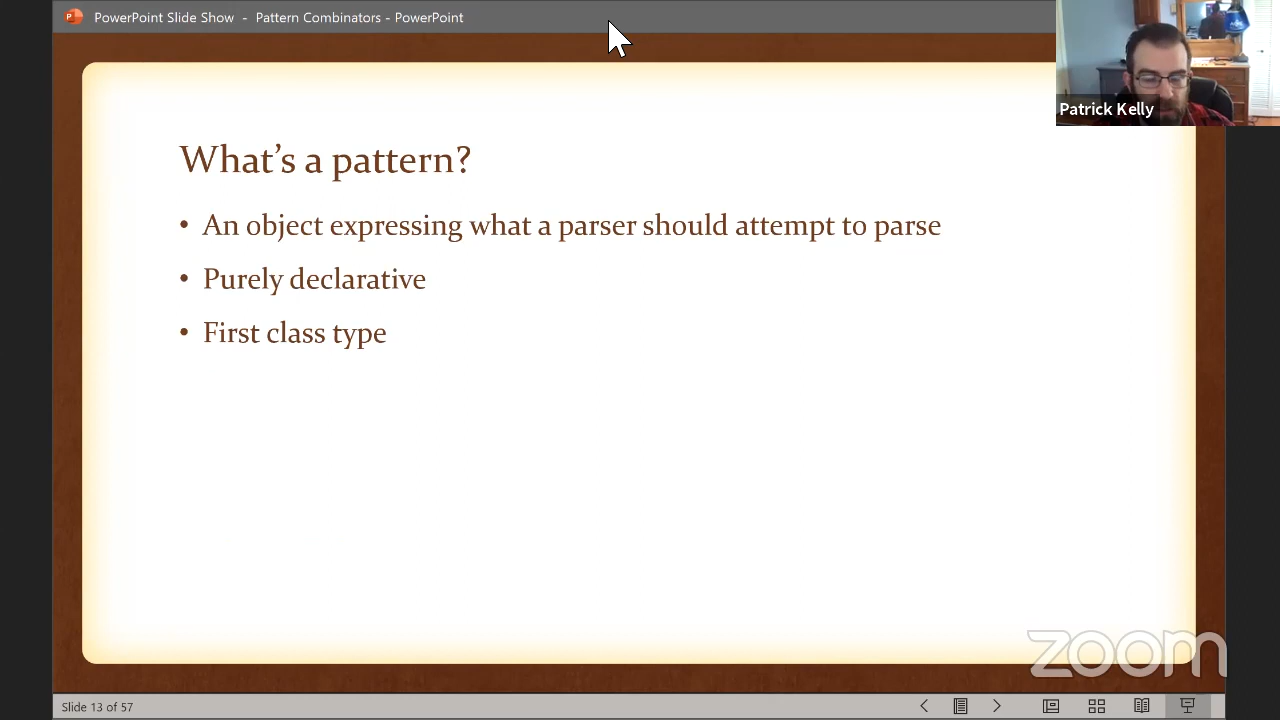 PowerPoint Slide Show - Pattern Combinators - PowerPoint
Patrick Kelly
What's a pattern?
• An object expressing what a parser should attempt to parse
• Purely declarative
• First class type
zoom
Slide 13 of 57